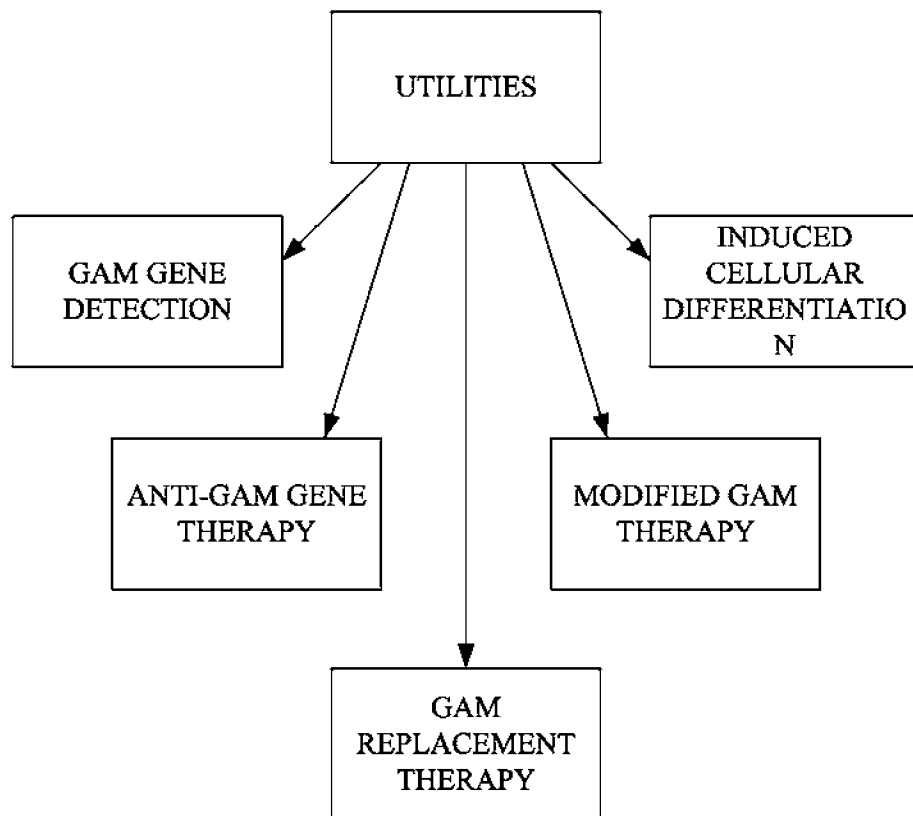 UTILITIES
GAM GENE
DETECTION
INDUCED
CELLULAR
DIFFERENTIATIO
N
ANTI-GAM GENE
THERAPY
MODIFIED GAM
THERAPY
GAM
REPLACEMENT
THERAPY